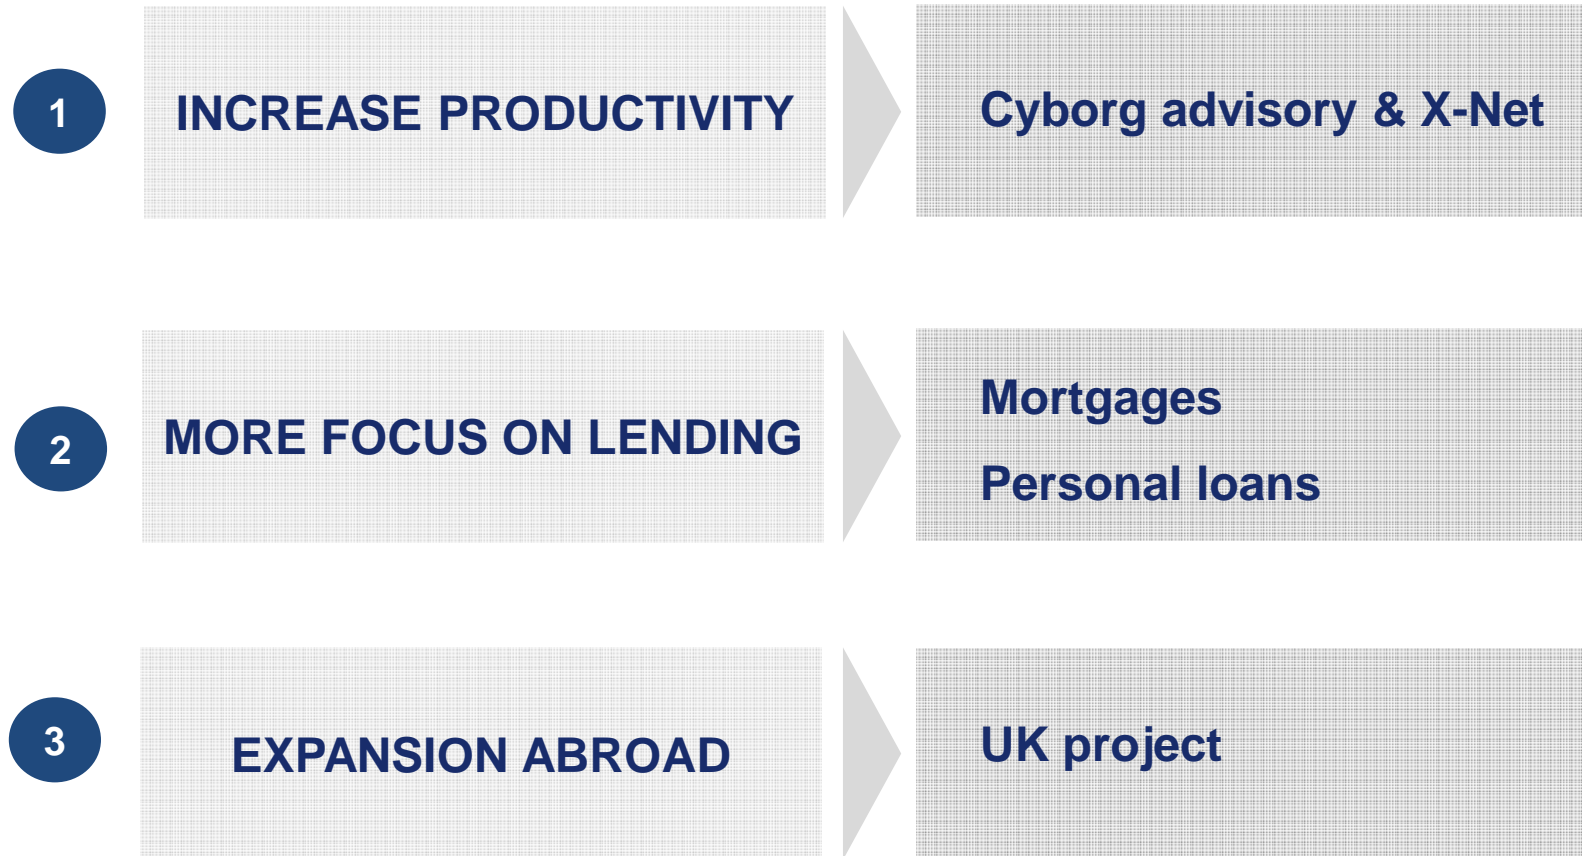 1
INCREASE PRODUCTIVITY
Cyborg advisory & X-Net
2
MORE FOCUS ON LENDING
Mortgages
Personal loans
3
EXPANSION ABROAD
UK project